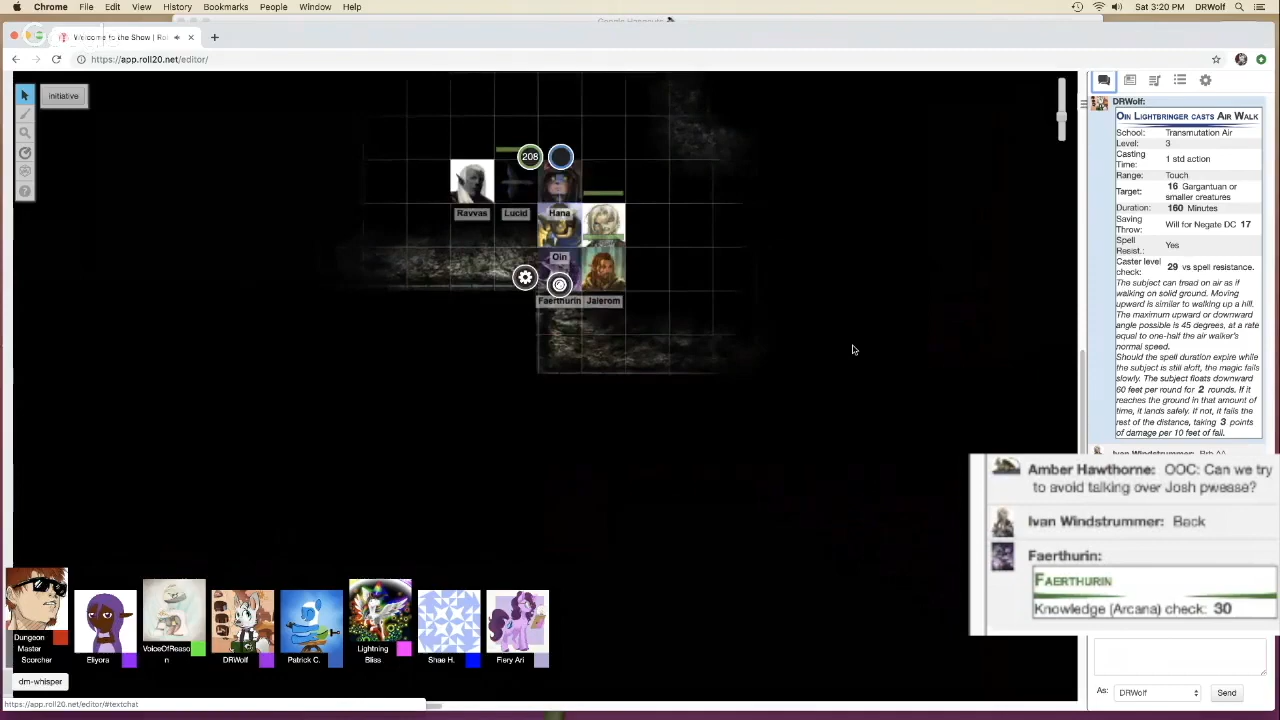 Chrome File Edit View History Bookmarks People Window Help Sat 3:20 PM DRWolf
Google Hangouts
Welcome to the Show | Rol
https://app.roll20.net/editor/
initiative
208
Ravvas
Lucid
Hana
Oin
Faerthurin
Jalerom
DRWolf:
OIN LIGHTBRINGER CASTS AIR WALK
School: Transmutation Air
Level: 3
Casting Time: 1 std action
Range: Touch
Target: 16 Gargantuan or smaller creatures
Duration: 160 Minutes
Saving Throw: Will for Negate DC 17
Spell Resist.: Yes
Caster level check: 29 vs spell resistance.
The subject can tread on air as if
walking on solid ground. Moving
upward is similar to walking up a hill.
The maximum upward or downward
angle possible is 45 degrees, at a rate
equal to one-half the air walker's
normal speed.
Should the spell duration expire while
the subject is still aloft, the magic fails
slowly. The subject floats downward
60 feet per round for 2 rounds. If it
reaches the ground in that amount of
time, it lands safely. If not, it falls the
rest of the distance, taking 3 points
of damage per 10 feet of fall.
Amber Hawthorne: OOC: Can we try
to avoid talking over Josh pwease?
Ivan Windstrummer: Back
Faerthurin:
FAERTHURIN
Knowledge (Arcana) check: 30
Dungeon Master Scorcher
Eliyora
VoiceOfReason
DRWolf
Patrick C.
Lightning Bliss
Shae H.
Fiery Ari
dm-whisper
https://app.roll20.net/editor/#textchat
As: DRWolf Send